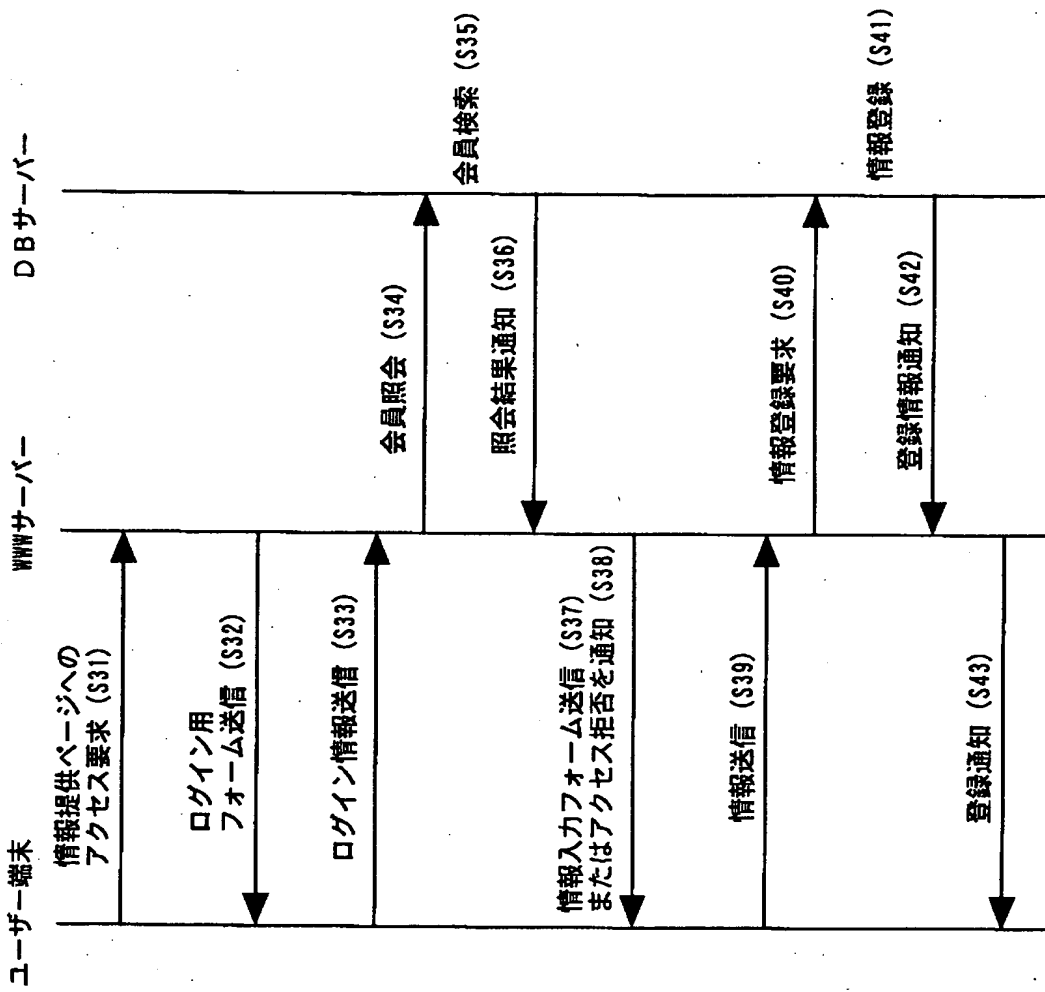 ユーザー端末
WWWサーバー
DBサーバー
情報提供ページへの
アクセス要求 (S31)
ログイン用
フォーム送信 (S32)
ログイン情報送信 (S33)
会員照会 (S34)
会員検索 (S35)
照会結果通知 (S36)
情報入力フォーム送信 (S37)
またはアクセス拒否を通知 (S38)
情報送信 (S39)
情報登録要求 (S40)
情報登録 (S41)
登録情報通知 (S42)
登録通知 (S43)